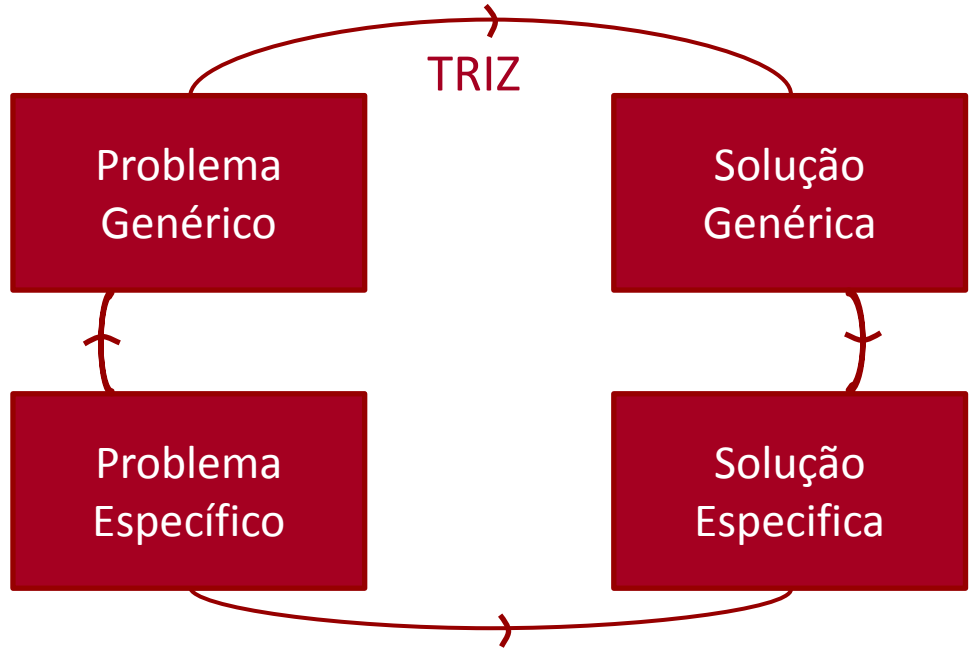 TRIZ
Problema
Genérico
Solução
Genérica
Problema
Específico
Solução
Especifica